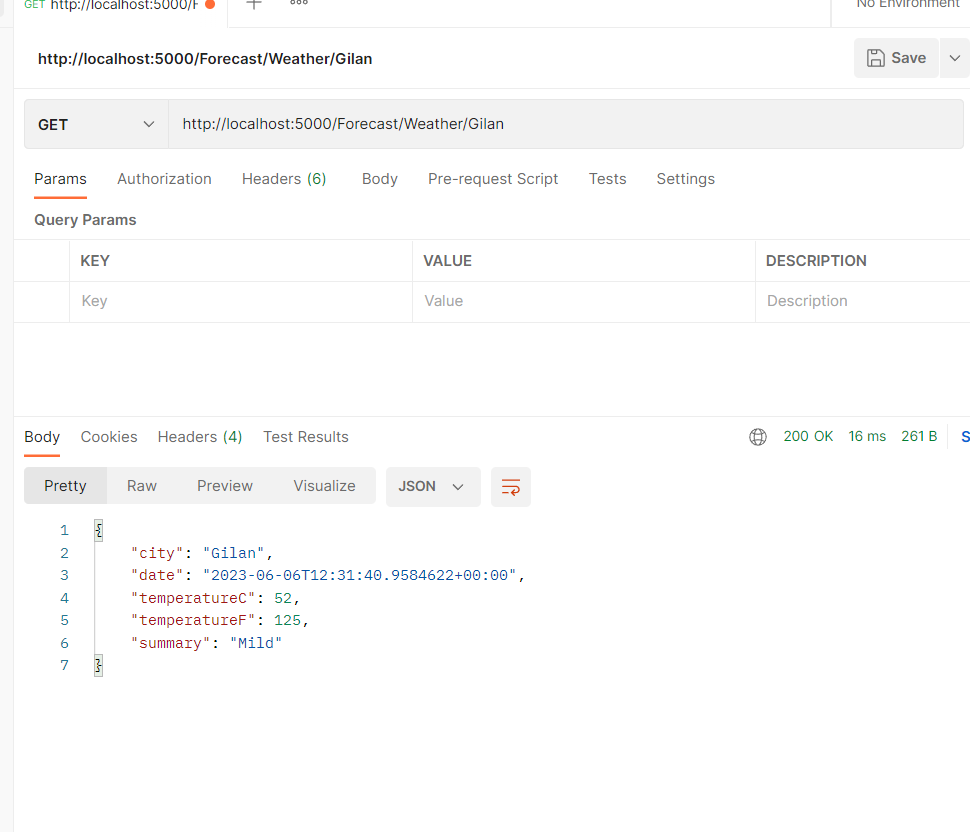 GET http://localhost:5000/F
No Environment
http://localhost:5000/Forecast/Weather/Gilan
Save
GET http://localhost:5000/Forecast/Weather/Gilan
Params Authorization Headers (6) Body Pre-request Script Tests Settings
Query Params
KEY VALUE DESCRIPTION
Key Value Description
Body Cookies Headers (4) Test Results 200 OK 16 ms 261 B S
Pretty Raw Preview Visualize JSON
1 {
2 "city": "Gilan",
3 "date": "2023-06-06T12:31:40.9584622+00:00",
4 "temperatureC": 52,
5 "temperatureF": 125,
6 "summary": "Mild"
7 }